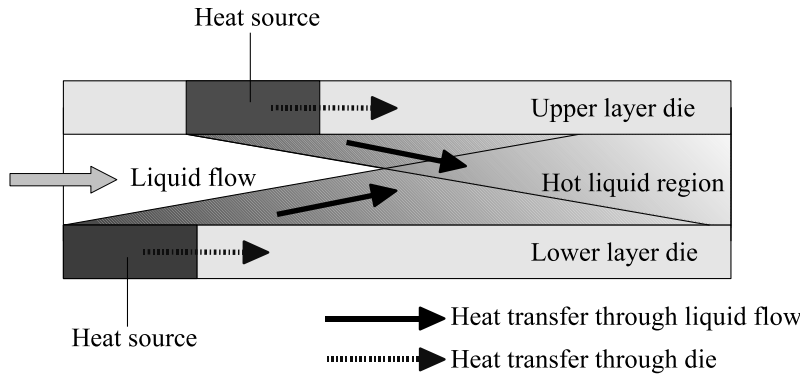 Heat source
Upper layer die
Liquid flow
Hot liquid region
Lower layer die
Heat source
Heat transfer through liquid flow
Heat transfer through die